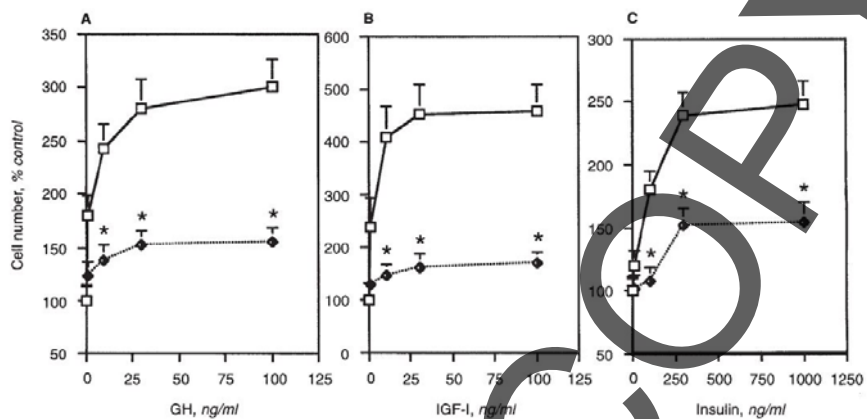 A
B
C
350
300
250
200
150
100
50
Cell number, % control
0 25 50 75 100 125
GH, ng/ml
600
500
400
300
200
100
0
0 25 50 75 100 125
IGF-I, ng/ml
300
250
200
150
100
50
0 250 500 750 1000 1250
Insulin, ng/ml
* * *
* * *
* * *
COP